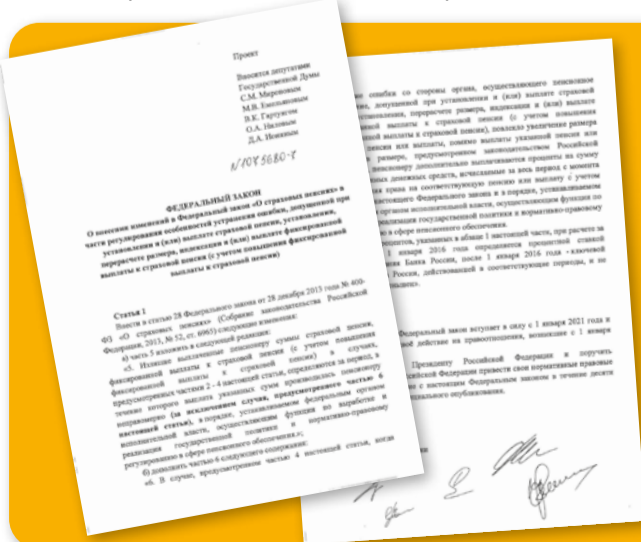 Проект
Вносится депутатами
Государственной Думы
С.М. Мироновым
М.В. Емельяновым
В.К. Гартунгом
О.А. Ниловым
Д.А. Иониным
N 1075680-7
ФЕДЕРАЛЬНЫЙ ЗАКОН
О внесении изменений в Федеральный закон «О страховых пенсиях» в
части регулирования особенностей устранения ошибки, допущенной при
установлении и (или) выплате страховой пенсии, установлении,
перерасчете размера, индексации и (или) выплате фиксированной
выплаты к страховой пенсии (с учетом повышения фиксированной
выплаты к страховой пенсии)
Статья 1
Внести в статью 28 Федерального закона от 28 декабря 2013 года № 400-
ФЗ «О страховых пенсиях» (Собрание законодательства Российской
Федерации, 2013, № 52, ст. 6965) следующие изменения:
а) часть 5 изложить в следующей редакции:
«5. Излишне выплаченные пенсионеру суммы страховой пенсии,
фиксированной выплаты к страховой пенсии (с учетом повышения
фиксированной выплаты к страховой пенсии) в случаях,
предусмотренных частями 2 - 4 настоящей статьи, определяются за период, в
течение которого выплата указанных сумм производилась пенсионеру
неправомерно (за исключением случая, предусмотренного частью 6
настоящей статьи), в порядке, устанавливаемом федеральным органом
исполнительной власти, осуществляющим функции по выработке и
реализации государственной политики и нормативно-правовому
регулированию в сфере пенсионного обеспечения.»;
б) дополнить частью 6 следующего содержания:
«6. В случае, предусмотренном частью 4 настоящей статьи, когда
ошибки со стороны органа, осуществляющего пенсионное
допущенной при установлении и (или) выплате страховой
перерасчете размера, индексации и (или) выплате
выплаты к страховой пенсии (с учетом повышения
выплаты к страховой пенсии), повлекло увеличение размера
пенсии или выплаты, помимо выплаты указанной пенсии или
размере, предусмотренном законодательством Российской
пенсионеру дополнительно выплачиваются проценты на сумму
денежных средств, исчисляемые за весь период с момента
права на соответствующую пенсию или выплату с учетом
настоящего Федерального закона и в порядке, устанавливаемом
органом исполнительной власти, осуществляющим функции по
реализации государственной политики и нормативно-правовому
в сфере пенсионного обеспечения.
процентов, указанных в абзаце 1 настоящей части, при расчете за
1 января 2016 года определяется процентной ставкой
Банка России, после 1 января 2016 года - ключевой
России, действовавшей в соответствующие периоды, и не
Федеральный закон вступает в силу с 1 января 2021 года и
действие на правоотношения, возникшие с 1 января
Президенту Российской Федерации и поручить
Российской Федерации привести свои нормативные правовые
с настоящим Федеральным законом в течение десяти
официального опубликования.